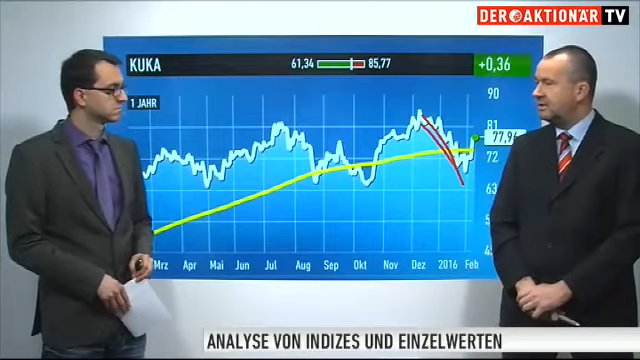 DER AKTIONÄR TV
KUKA 61,34 85,77 +0,36
1 JAHR
90
81
77,96
72
63
Mrz Apr Mai Jun Jul Aug Sep Okt Nov Dez 2016 Feb
ANALYSE VON INDIZES UND EINZELWERTEN